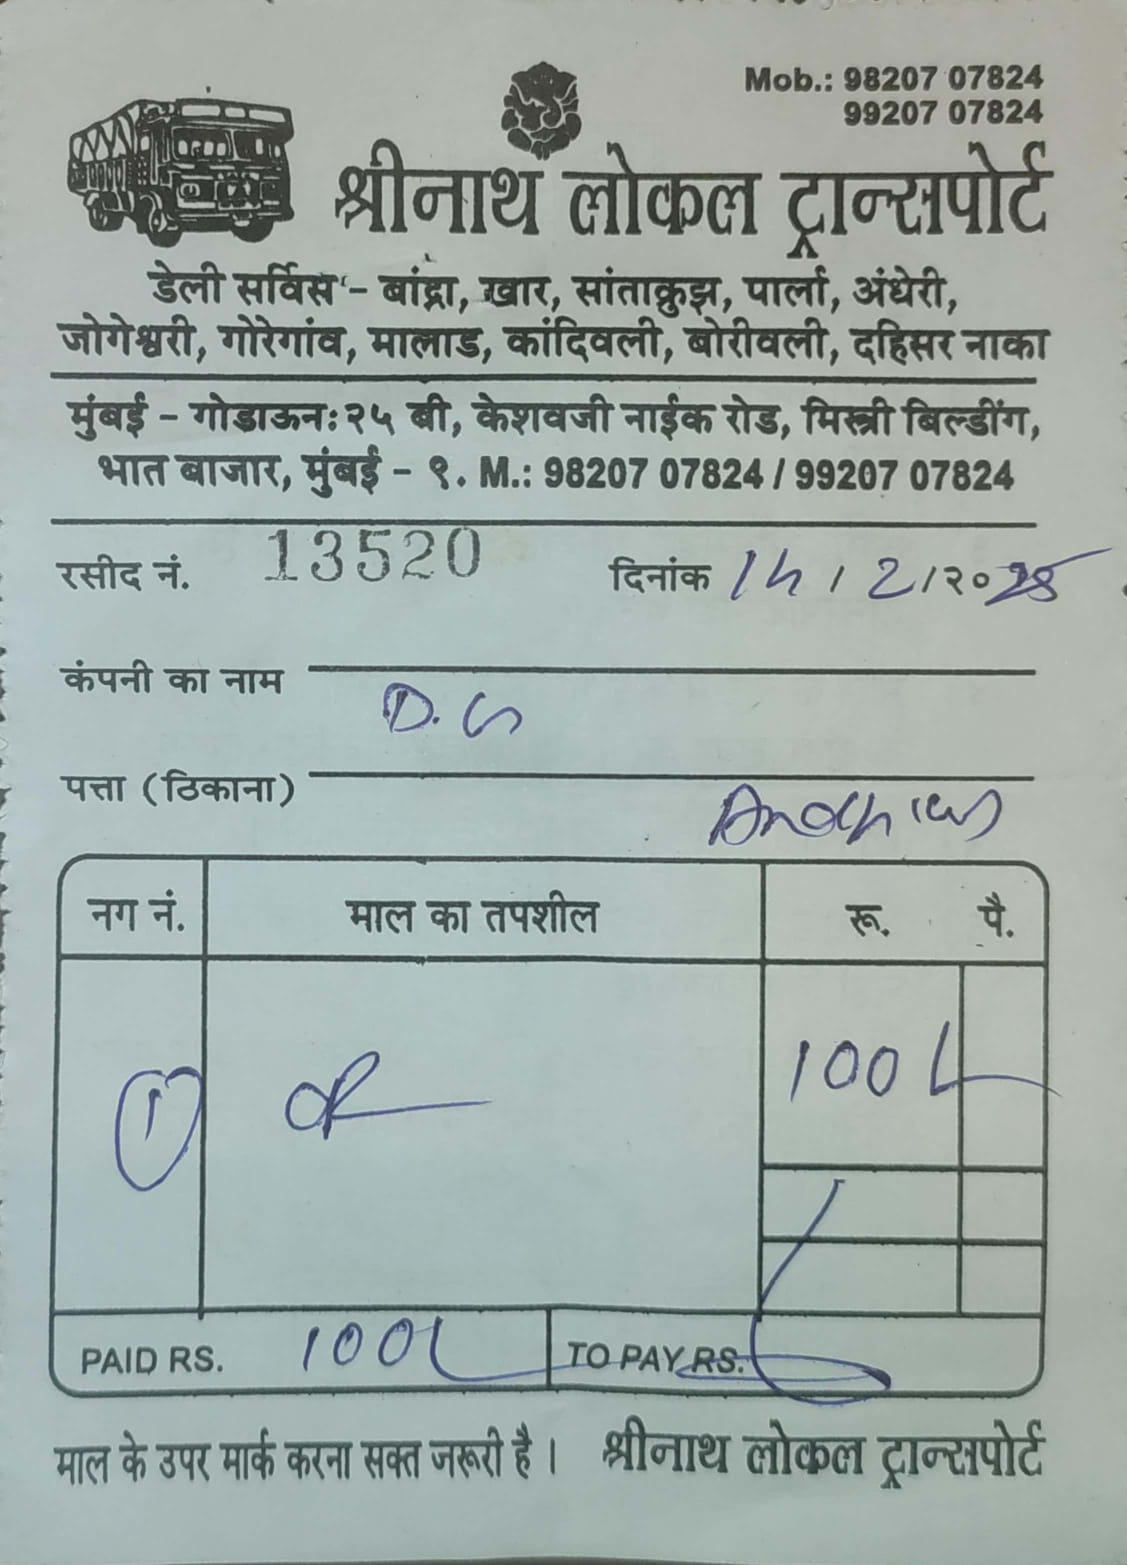 Mob.: 98207 07824
99207 07824
श्रीनाथ लोकल ट्रान्सपोर्ट
डेली सर्विस - बांद्रा, खार, सांताक्रुझ, पार्ला, अंधेरी,
जोगेश्वरी, गोरेगांव, मालाड, कांदिवली, बोरीवली, दहिसर नाका
मुंबई - गोडाऊन: २५ बी, केशवजी नाईक रोड, मिस्त्री बिल्डींग,
भात बाजार, मुंबई - ९. M.: 98207 07824 / 99207 07824
रसीद नं. 13520 दिनांक 14 / 2 / २०25
कंपनी का नाम
D.
पत्ता (ठिकाना)
नग नं. माल का तपशील रू. पै.
1 100
PAID RS. 100 TO PAY RS.
माल के उपर मार्क करना सक्त जरूरी है । श्रीनाथ लोकल ट्रान्सपोर्ट